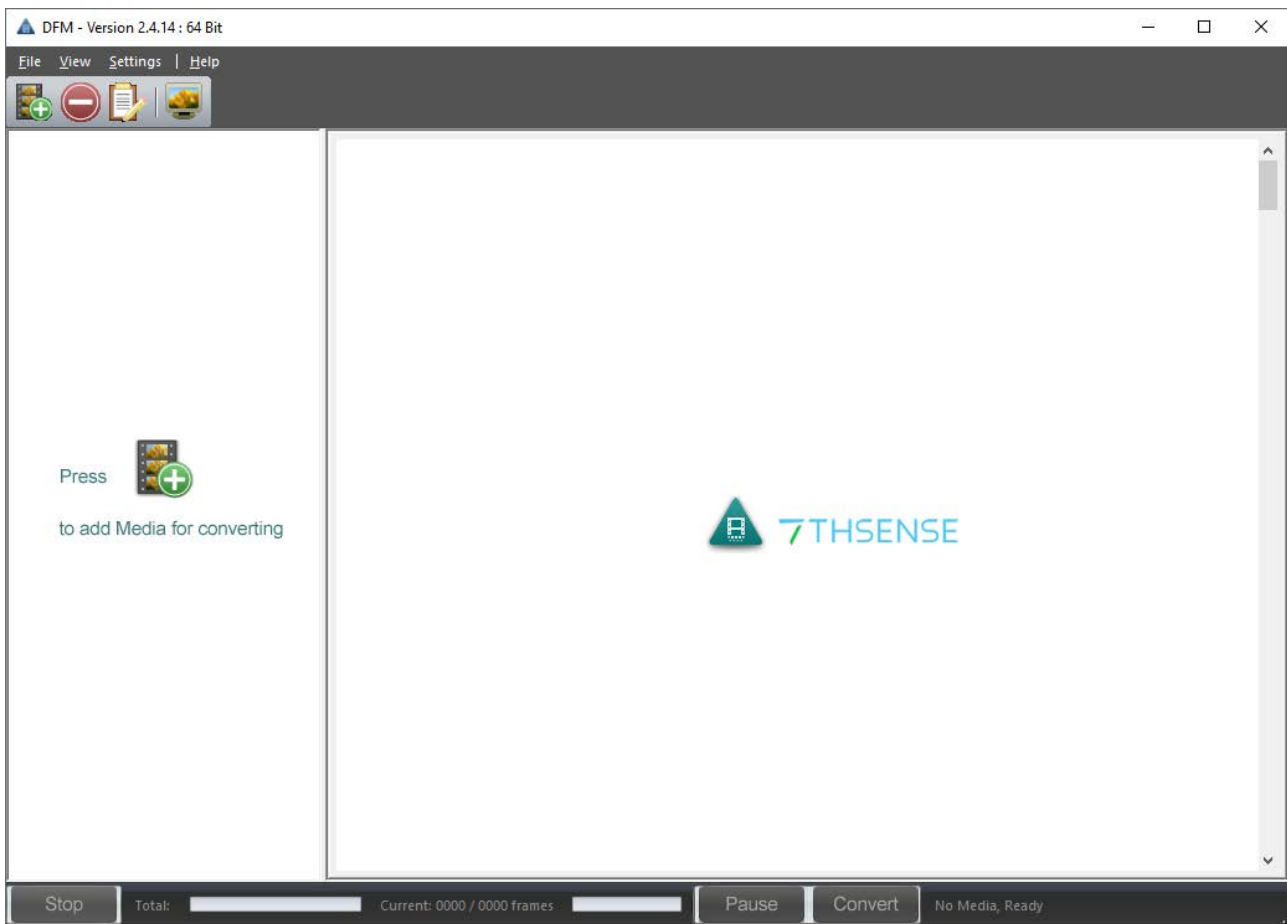 DFM - Version 2.4.14 : 64 Bit
File View Settings | Help
Press
to add Media for converting
7THSENSE
Stop Total: Current: 0000 / 0000 frames Pause Convert No Media, Ready